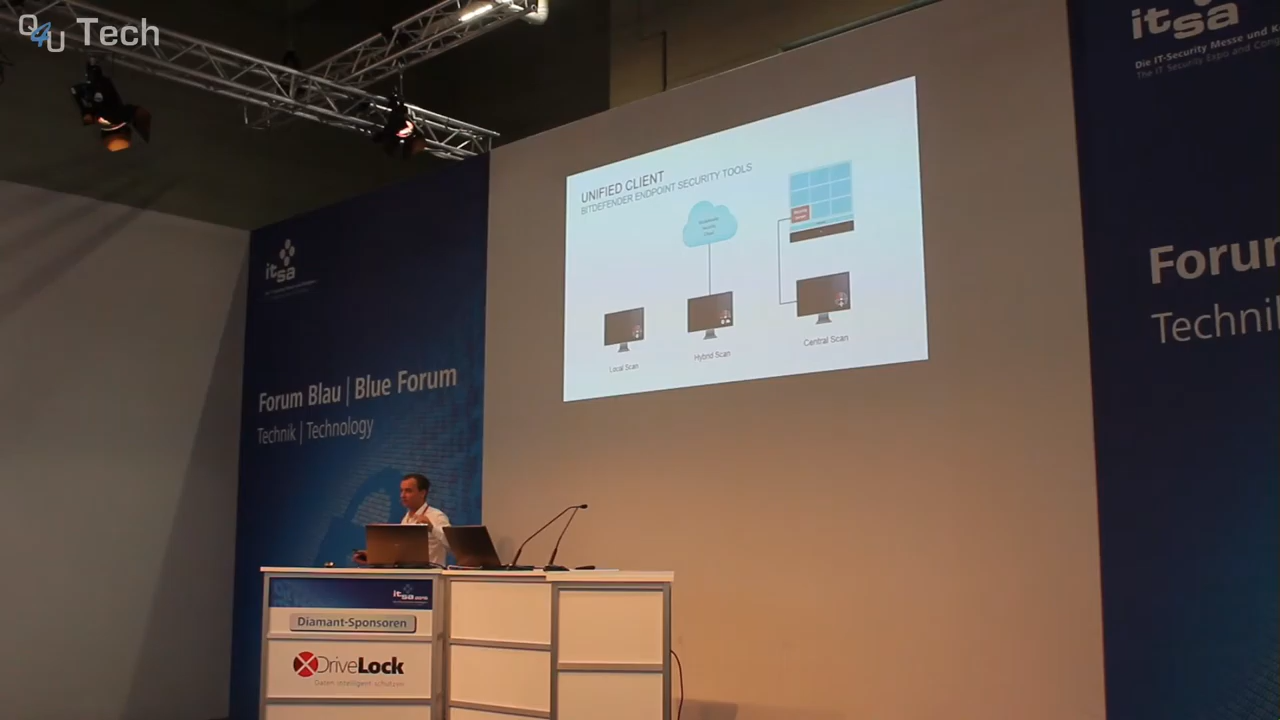 Q4U Tech
itsa
Die IT-Security Messe und K
The IT Security Expo and Con
UNIFIED CLIENT
BITDEFENDER ENDPOINT SECURITY TOOLS
Local Scan
Hybrid Scan
Central Scan
itsa
Forum Blau | Blue Forum
Technik | Technology
Forum
Techni
itsa
Diamant-Sponsoren
DriveLock
Daten intelligent schützen